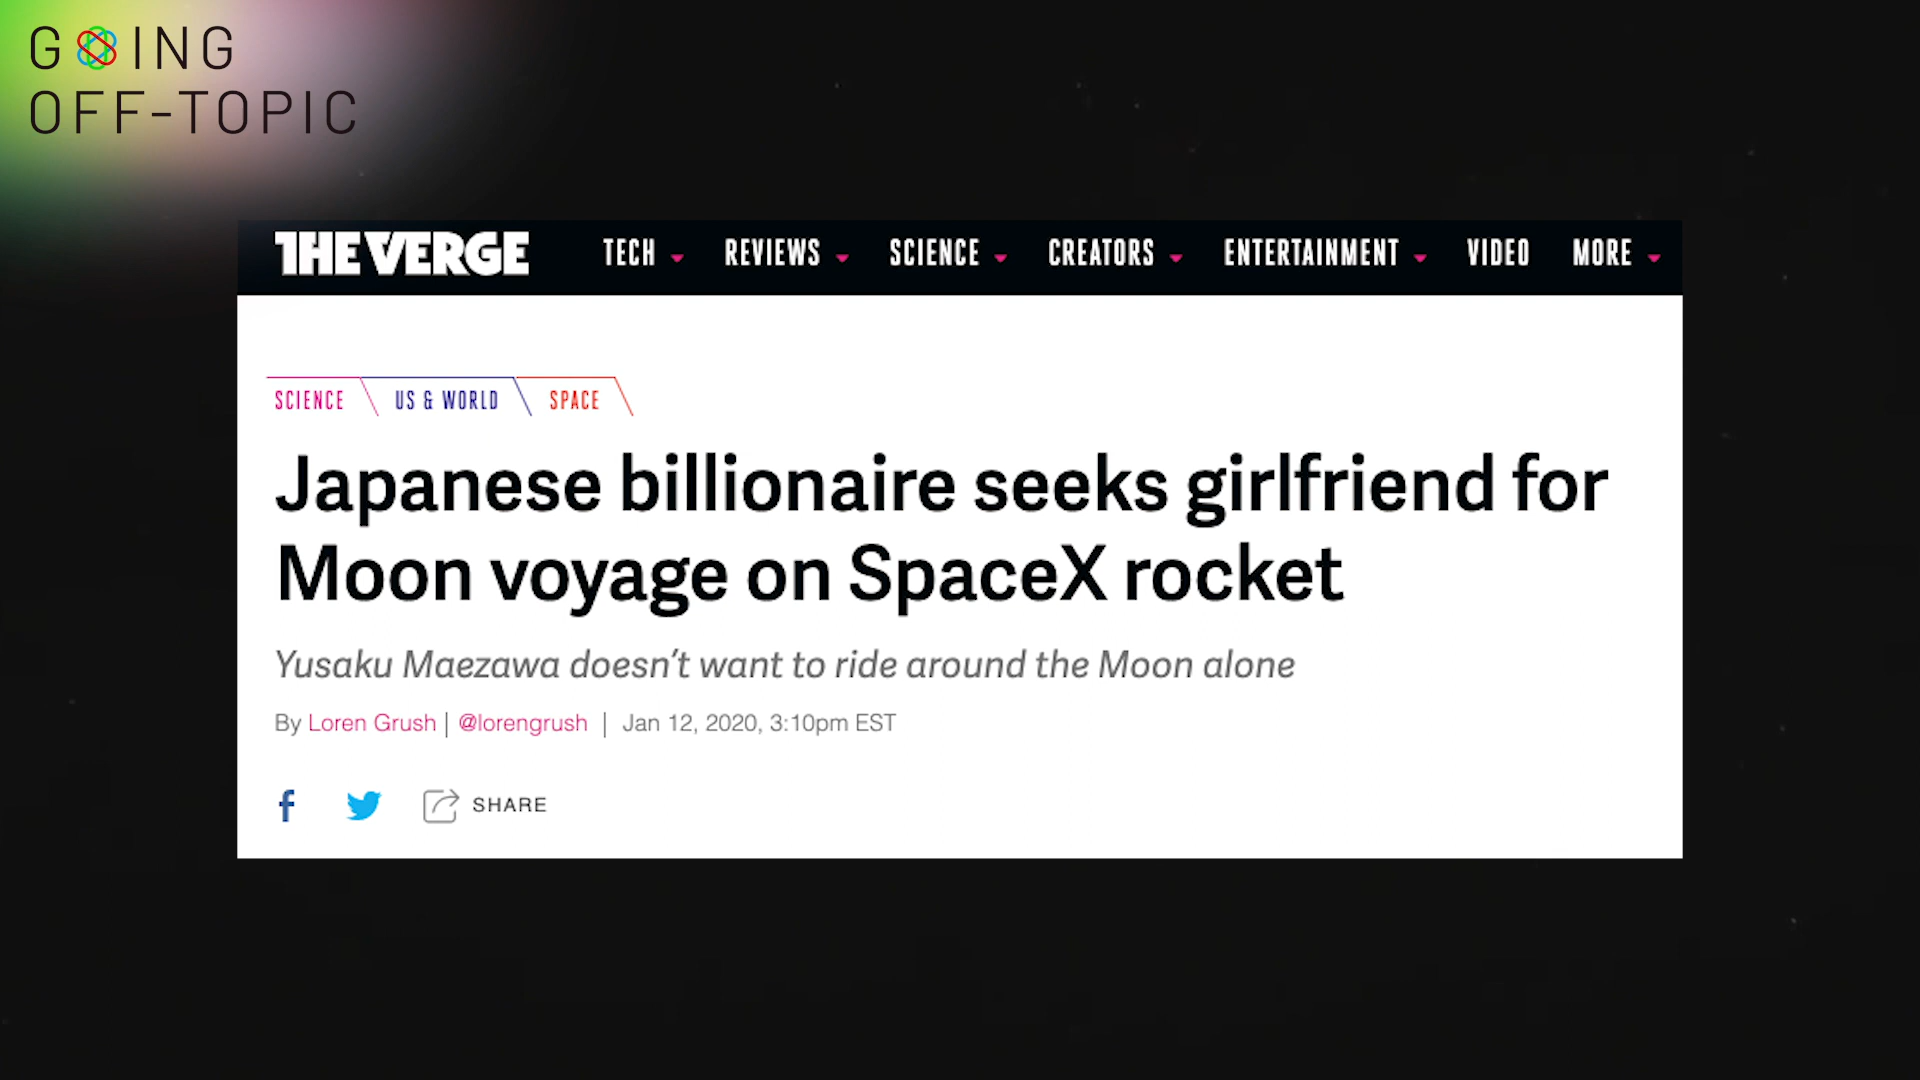 GOING
OFF-TOPIC
THE VERGE TECH REVIEWS SCIENCE CREATORS ENTERTAINMENT VIDEO MORE
SCIENCE US & WORLD SPACE
Japanese billionaire seeks girlfriend for
Moon voyage on SpaceX rocket
Yusaku Maezawa doesn't want to ride around the Moon alone
By Loren Grush | @lorengrush | Jan 12, 2020, 3:10pm EST
f SHARE